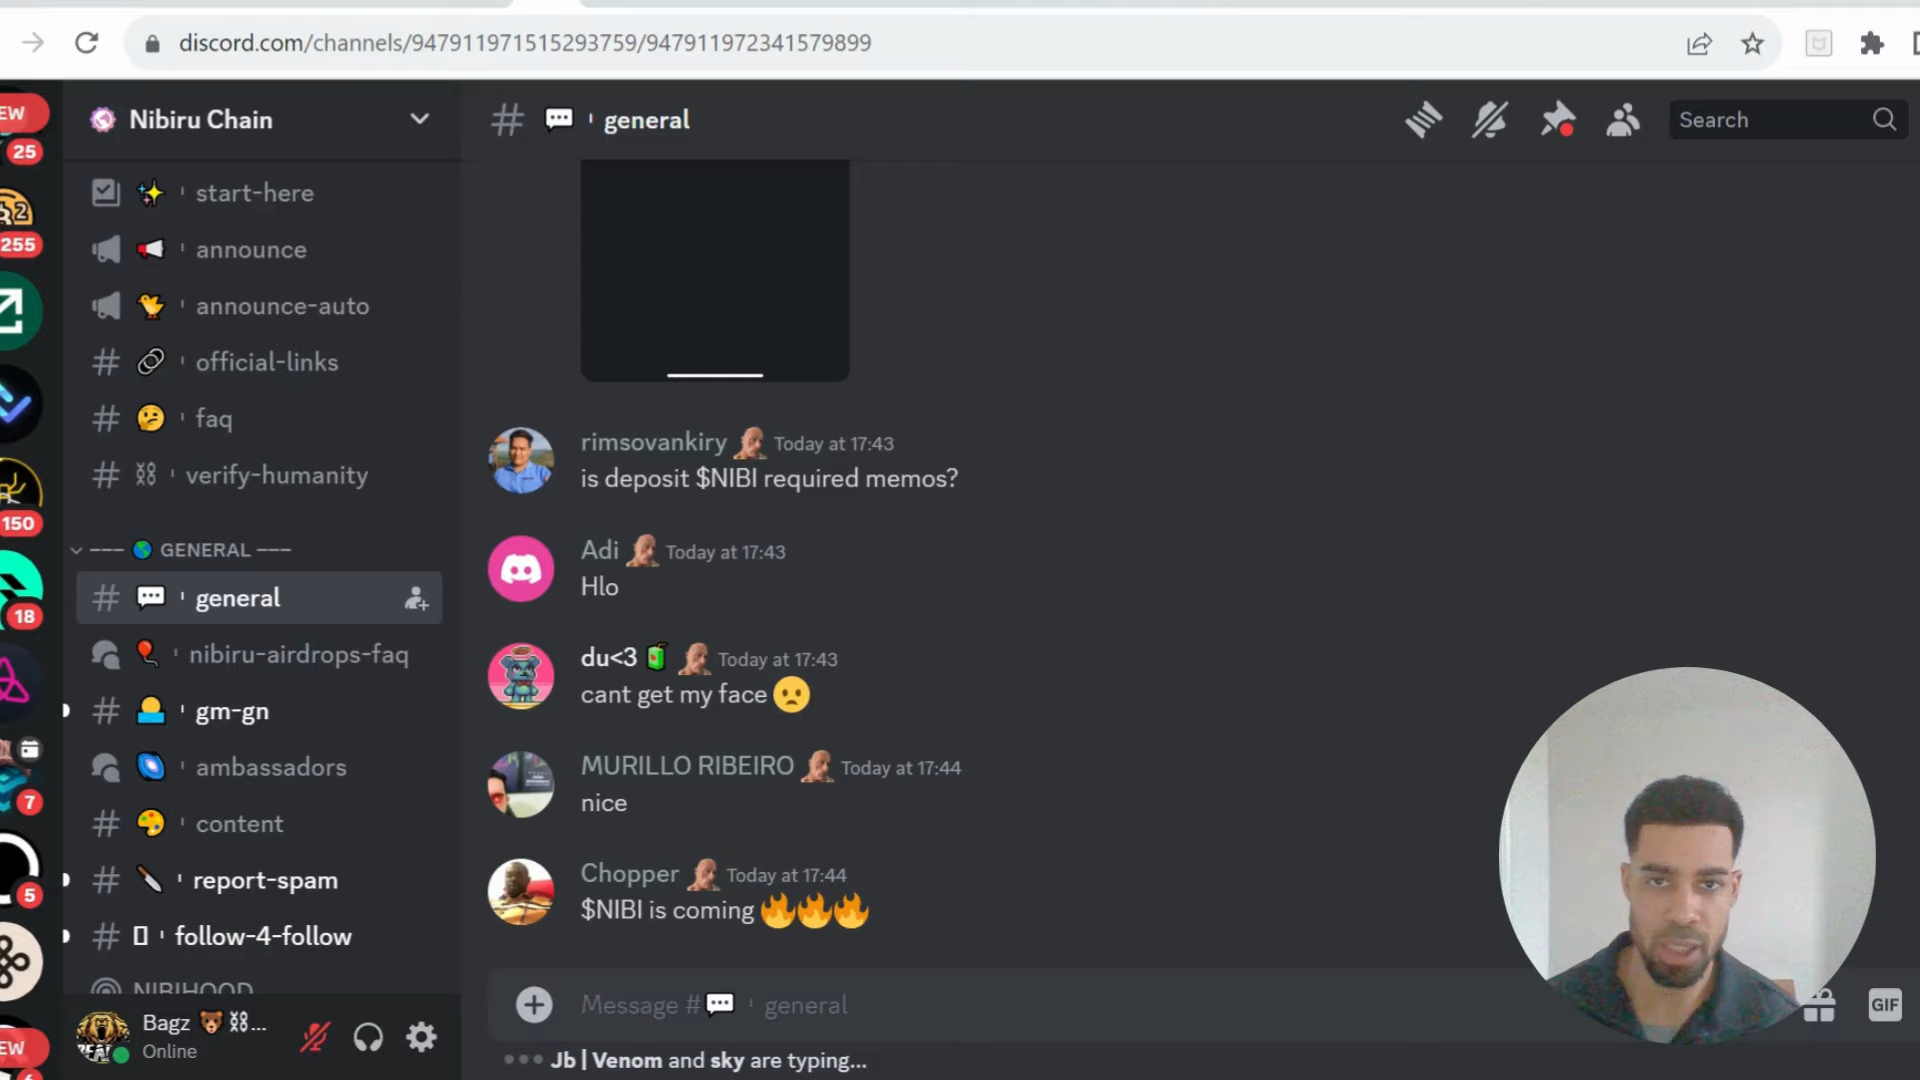 discord.com/channels/947911971515293759/947911972341579899
EW
25
255
150
18
7
5
EW
Nibiru Chain
start-here
announce
announce-auto
official-links
faq
verify-humanity
GENERAL
general
nibiru-airdrops-faq
gm-gn
ambassadors
content
report-spam
follow-4-follow
NIBIHOOD
Bagz
Online
general
Search
rimsovankiry Today at 17:43
is deposit $NIBI required memos?
Adi Today at 17:43
Hlo
du<3 Today at 17:43
cant get my face
MURILLO RIBEIRO Today at 17:44
nice
Chopper Today at 17:44
$NIBI is coming 🔥🔥🔥
Message # general
GIF
Jb | Venom and sky are typing...